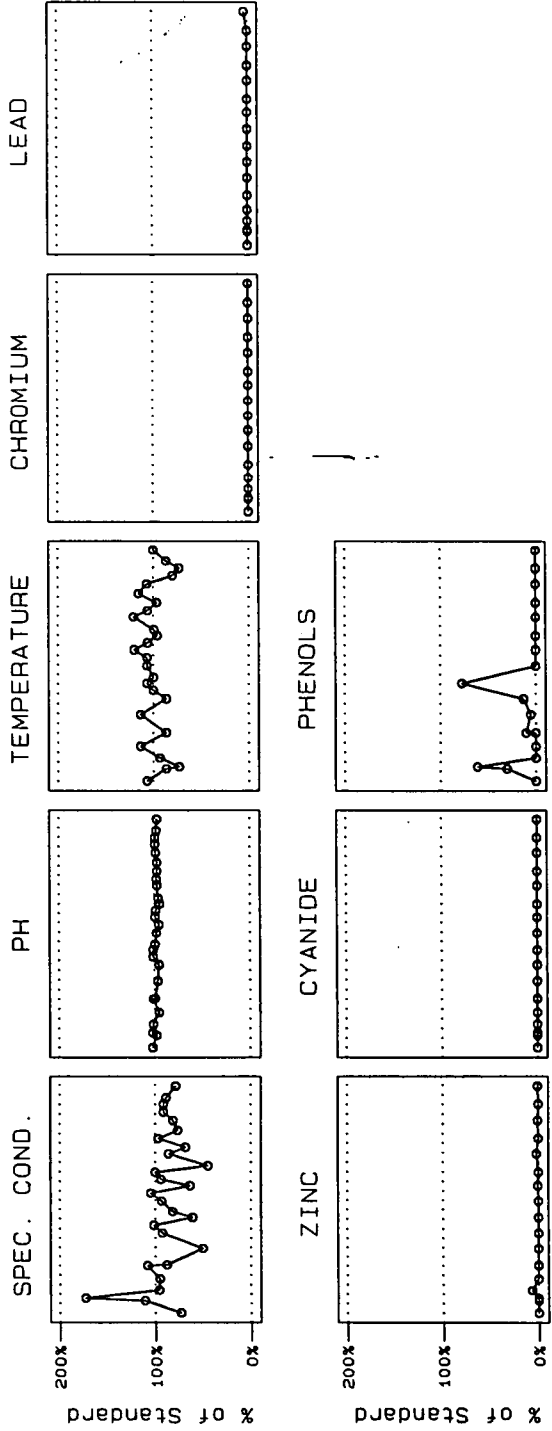 SPEC. COND.
PH
TEMPERATURE
CHROMIUM
LEAD
% of Standard
200%
100%
0%
ZINC
CYANIDE
PHENOLS
% of Standard
200%
100%
0%